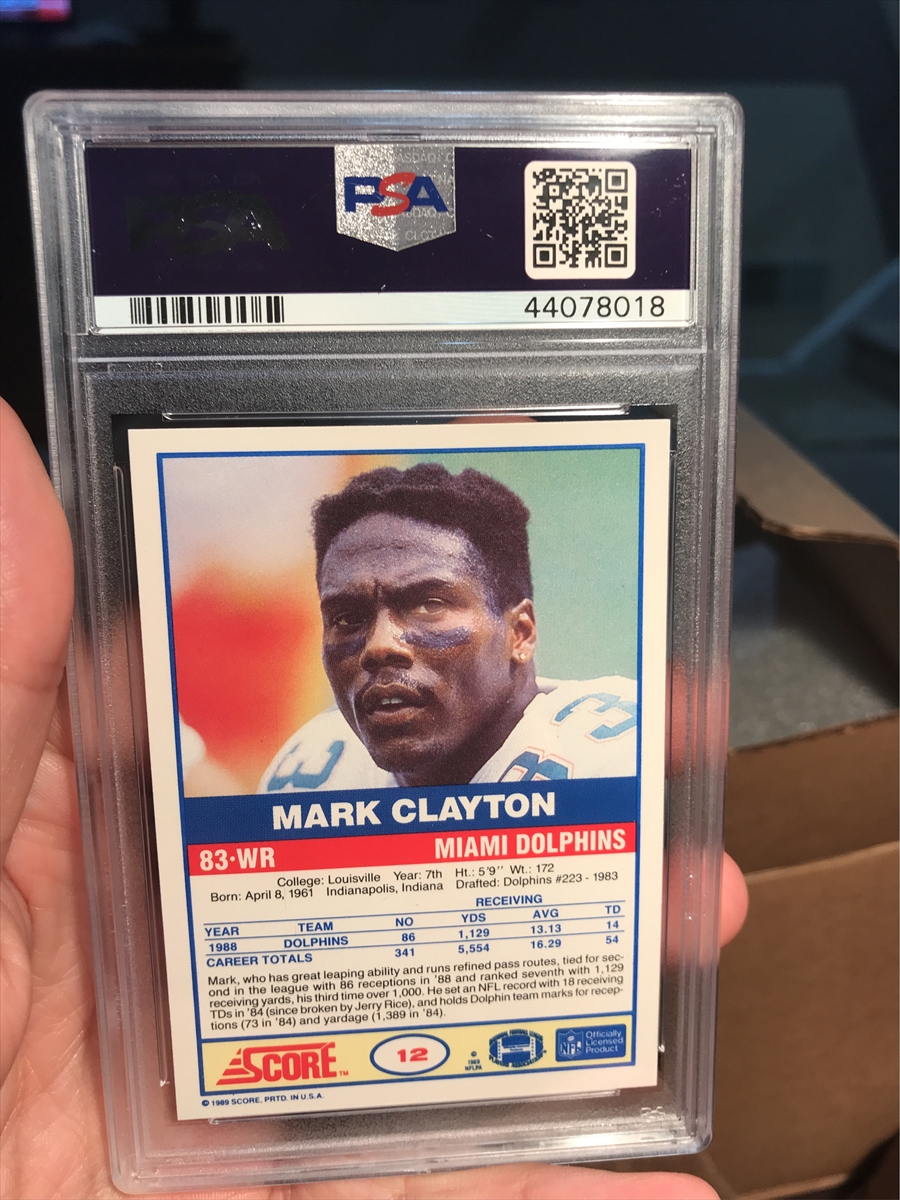 PSA
44078018
3
83
MARK CLAYTON
83·WR MIAMI DOLPHINS
College: Louisville Year: 7th Ht.: 5'9'' Wt.: 172
Born: April 8, 1961 Indianapolis, Indiana Drafted: Dolphins #223 - 1983
RECEIVING
YEAR TEAM NO YDS AVG TD
1988 DOLPHINS 86 1,129 13.13 14
CAREER TOTALS 341 5,554 16.29 54
Mark, who has great leaping ability and runs refined pass routes, tied for sec-
ond in the league with 86 receptions in '88 and ranked seventh with 1,129
receiving yards, his third time over 1,000. He set an NFL record with 18 receiving
TDs in '84 (since broken by Jerry Rice), and holds Dolphin team marks for recep-
tions (73 in '84) and yardage (1,389 in '84).
SCORE™ 12 © 1989 NFLPA NFL Officially Licensed Product
© 1989 SCORE, PRTD. IN U.S.A.